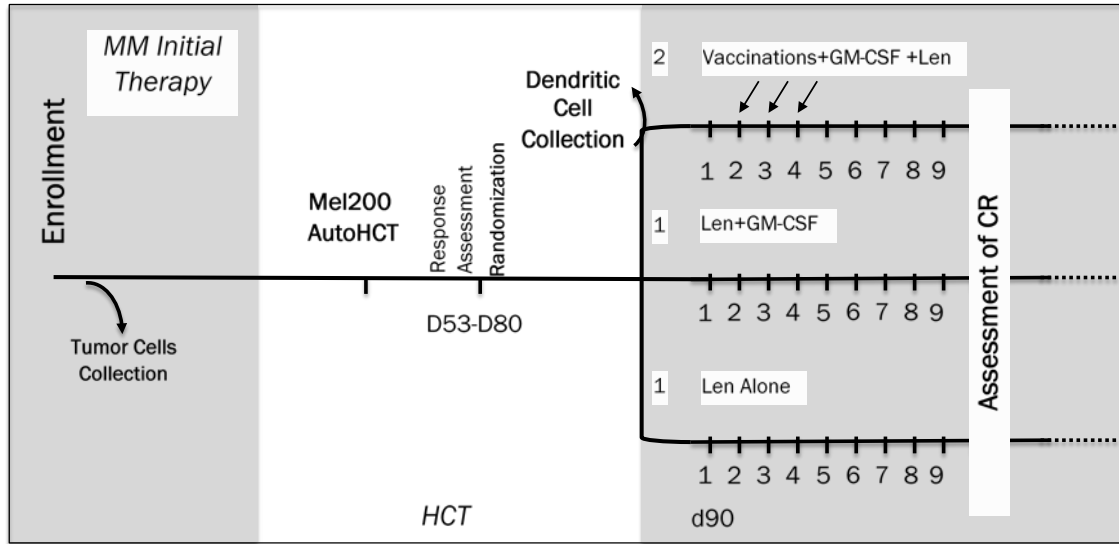 Enrollment
MM Initial
Therapy
Tumor Cells
Collection
Mel200
AutoHCT
Response
Assessment
Randomization
D53-D80
HCT
Dendritic
Cell
Collection
2 Vaccinations+GM-CSF +Len
1 2 3 4 5 6 7 8 9
1 Len+GM-CSF
1 2 3 4 5 6 7 8 9
1 Len Alone
1 2 3 4 5 6 7 8 9
d90
Assessment of CR